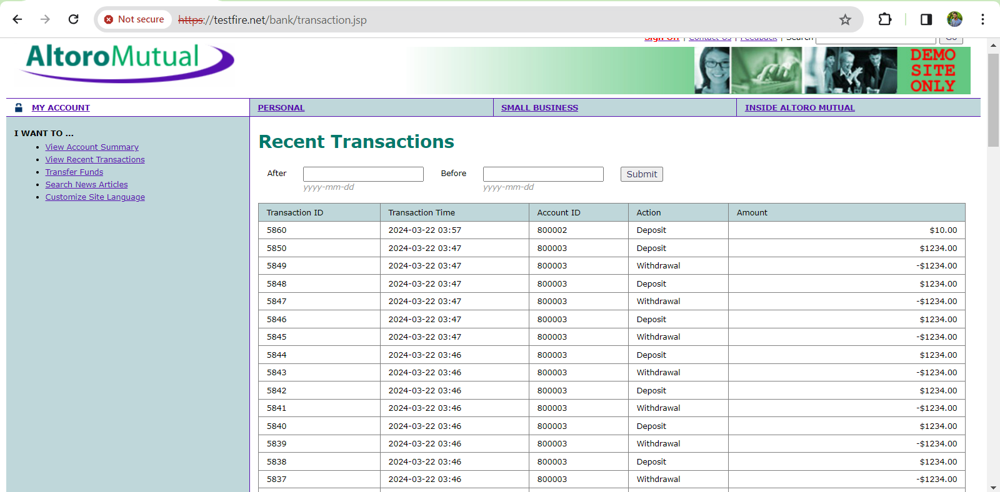 Not secure https://testfire.net/bank/transaction.jsp
Sign Off | Contact Us | Feedback | Search Go
AltoroMutual
DEMO
SITE
ONLY
MY ACCOUNT PERSONAL SMALL BUSINESS INSIDE ALTORO MUTUAL
I WANT TO ...
• View Account Summary
• View Recent Transactions
• Transfer Funds
• Search News Articles
• Customize Site Language
Recent Transactions
After Before Submit
yyyy-mm-dd yyyy-mm-dd
Transaction ID Transaction Time Account ID Action Amount
5860 2024-03-22 03:57 800002 Deposit $10.00
5850 2024-03-22 03:47 800003 Deposit $1234.00
5849 2024-03-22 03:47 800003 Withdrawal -$1234.00
5848 2024-03-22 03:47 800003 Deposit $1234.00
5847 2024-03-22 03:47 800003 Withdrawal -$1234.00
5846 2024-03-22 03:47 800003 Deposit $1234.00
5845 2024-03-22 03:47 800003 Withdrawal -$1234.00
5844 2024-03-22 03:46 800003 Deposit $1234.00
5843 2024-03-22 03:46 800003 Withdrawal -$1234.00
5842 2024-03-22 03:46 800003 Deposit $1234.00
5841 2024-03-22 03:46 800003 Withdrawal -$1234.00
5840 2024-03-22 03:46 800003 Deposit $1234.00
5839 2024-03-22 03:46 800003 Withdrawal -$1234.00
5838 2024-03-22 03:46 800003 Deposit $1234.00
5837 2024-03-22 03:46 800003 Withdrawal -$1234.00